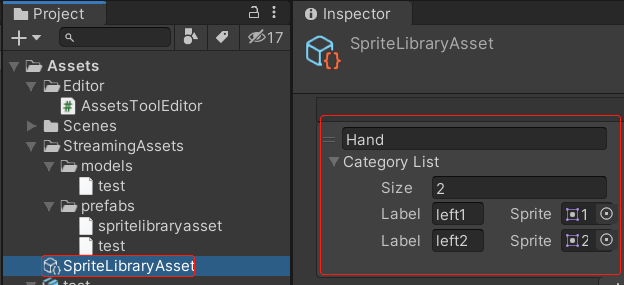 Project
17
Assets
Editor
# AssetsToolEditor
Scenes
StreamingAssets
models
test
prefabs
spritelibraryasset
test
SpriteLibraryAsset
Inspector
SpriteLibraryAsset
Hand
Category List
Size 2
Label left1 Sprite 1
Label left2 Sprite 2